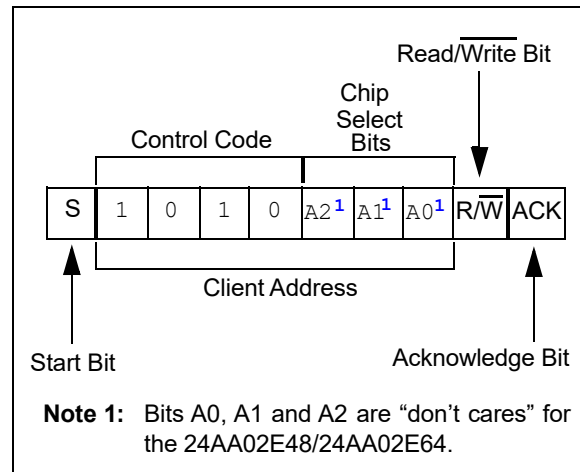 Read/Write Bit
Chip
Select
Bits
Control Code
S 1 0 1 0 A2¹ A1¹ A0¹ R/W ACK
Client Address
Start Bit
Acknowledge Bit
Note 1: Bits A0, A1 and A2 are “don’t cares” for
the 24AA02E48/24AA02E64.